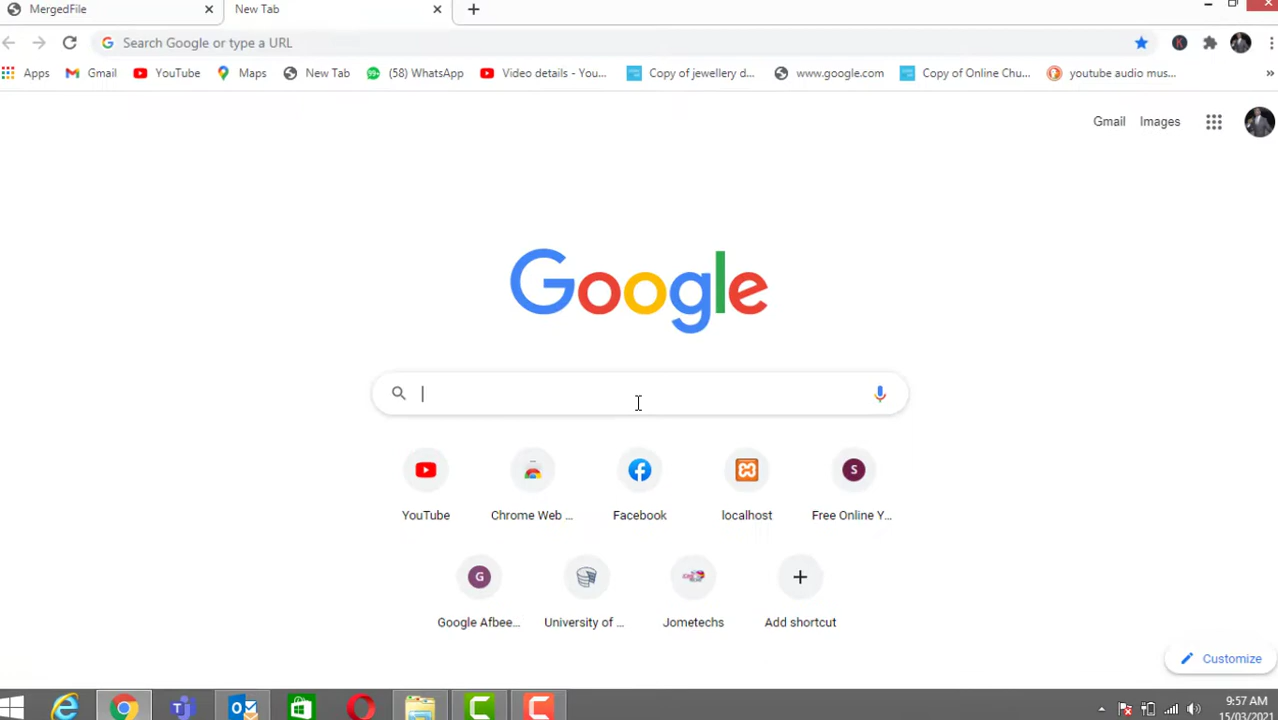 MergedFile
New Tab
Search Google or type a URL
Apps
Gmail
YouTube
Maps
New Tab
99+
(58) WhatsApp
Video details - You...
Copy of jewellery d...
www.google.com
Copy of Online Chu...
youtube audio mus...
»
K
Gmail
Images
Google
YouTube
Chrome Web ...
Facebook
localhost
S
Free Online Y...
G
Google Afbee...
University of ...
Jometechs
Add shortcut
Customize
9:57 AM
15/03/2021